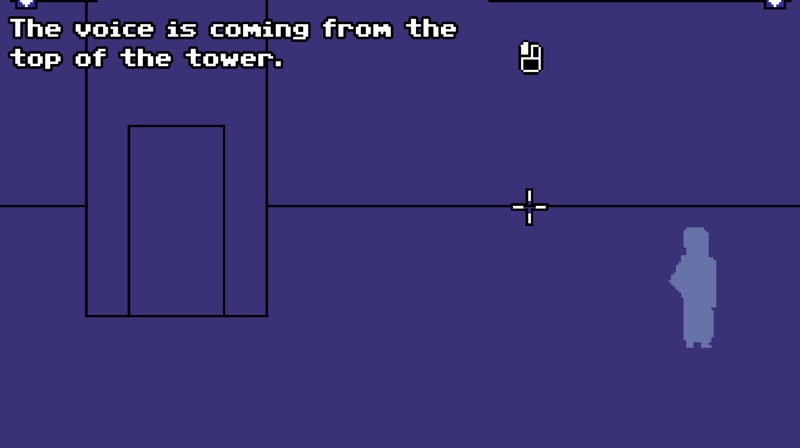 The voice is coming from the
top of the tower.